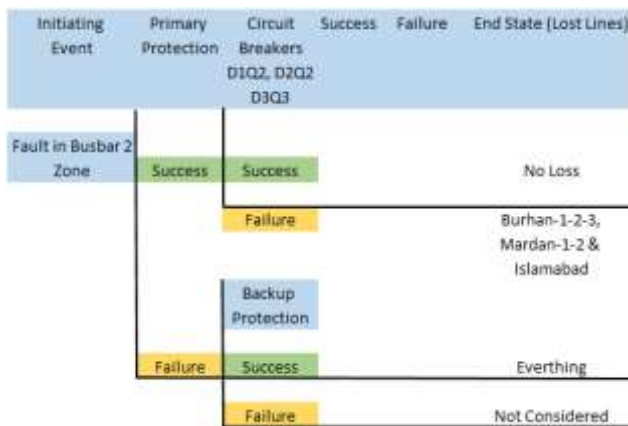 Initiating Primary Circuit Success Failure End State (Lost Lines)
Event Protection Breakers
D1Q2, D2Q2
D3Q3
Fault in Busbar 2
Zone Success Success No Loss
Failure Burhan-1-2-3,
Mardan-1-2 &
Islamabad
Backup
Protection
Failure Success Everthing
Failure Not Considered